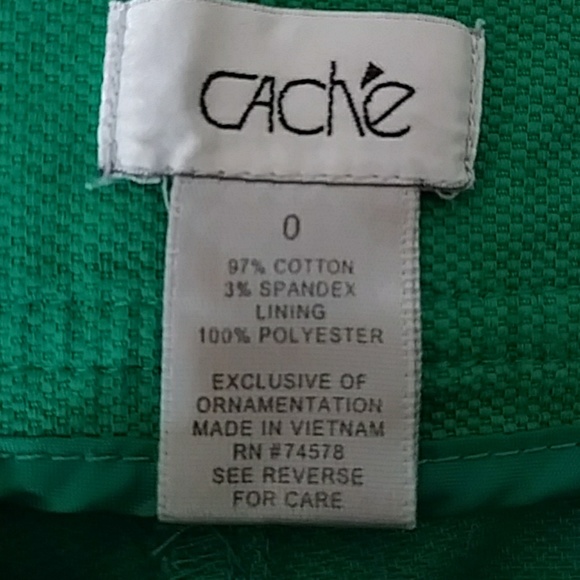 CAChé
0
97% COTTON
3% SPANDEX
LINING
100% POLYESTER
EXCLUSIVE OF
ORNAMENTATION
MADE IN VIETNAM
RN #74578
SEE REVERSE
FOR CARE